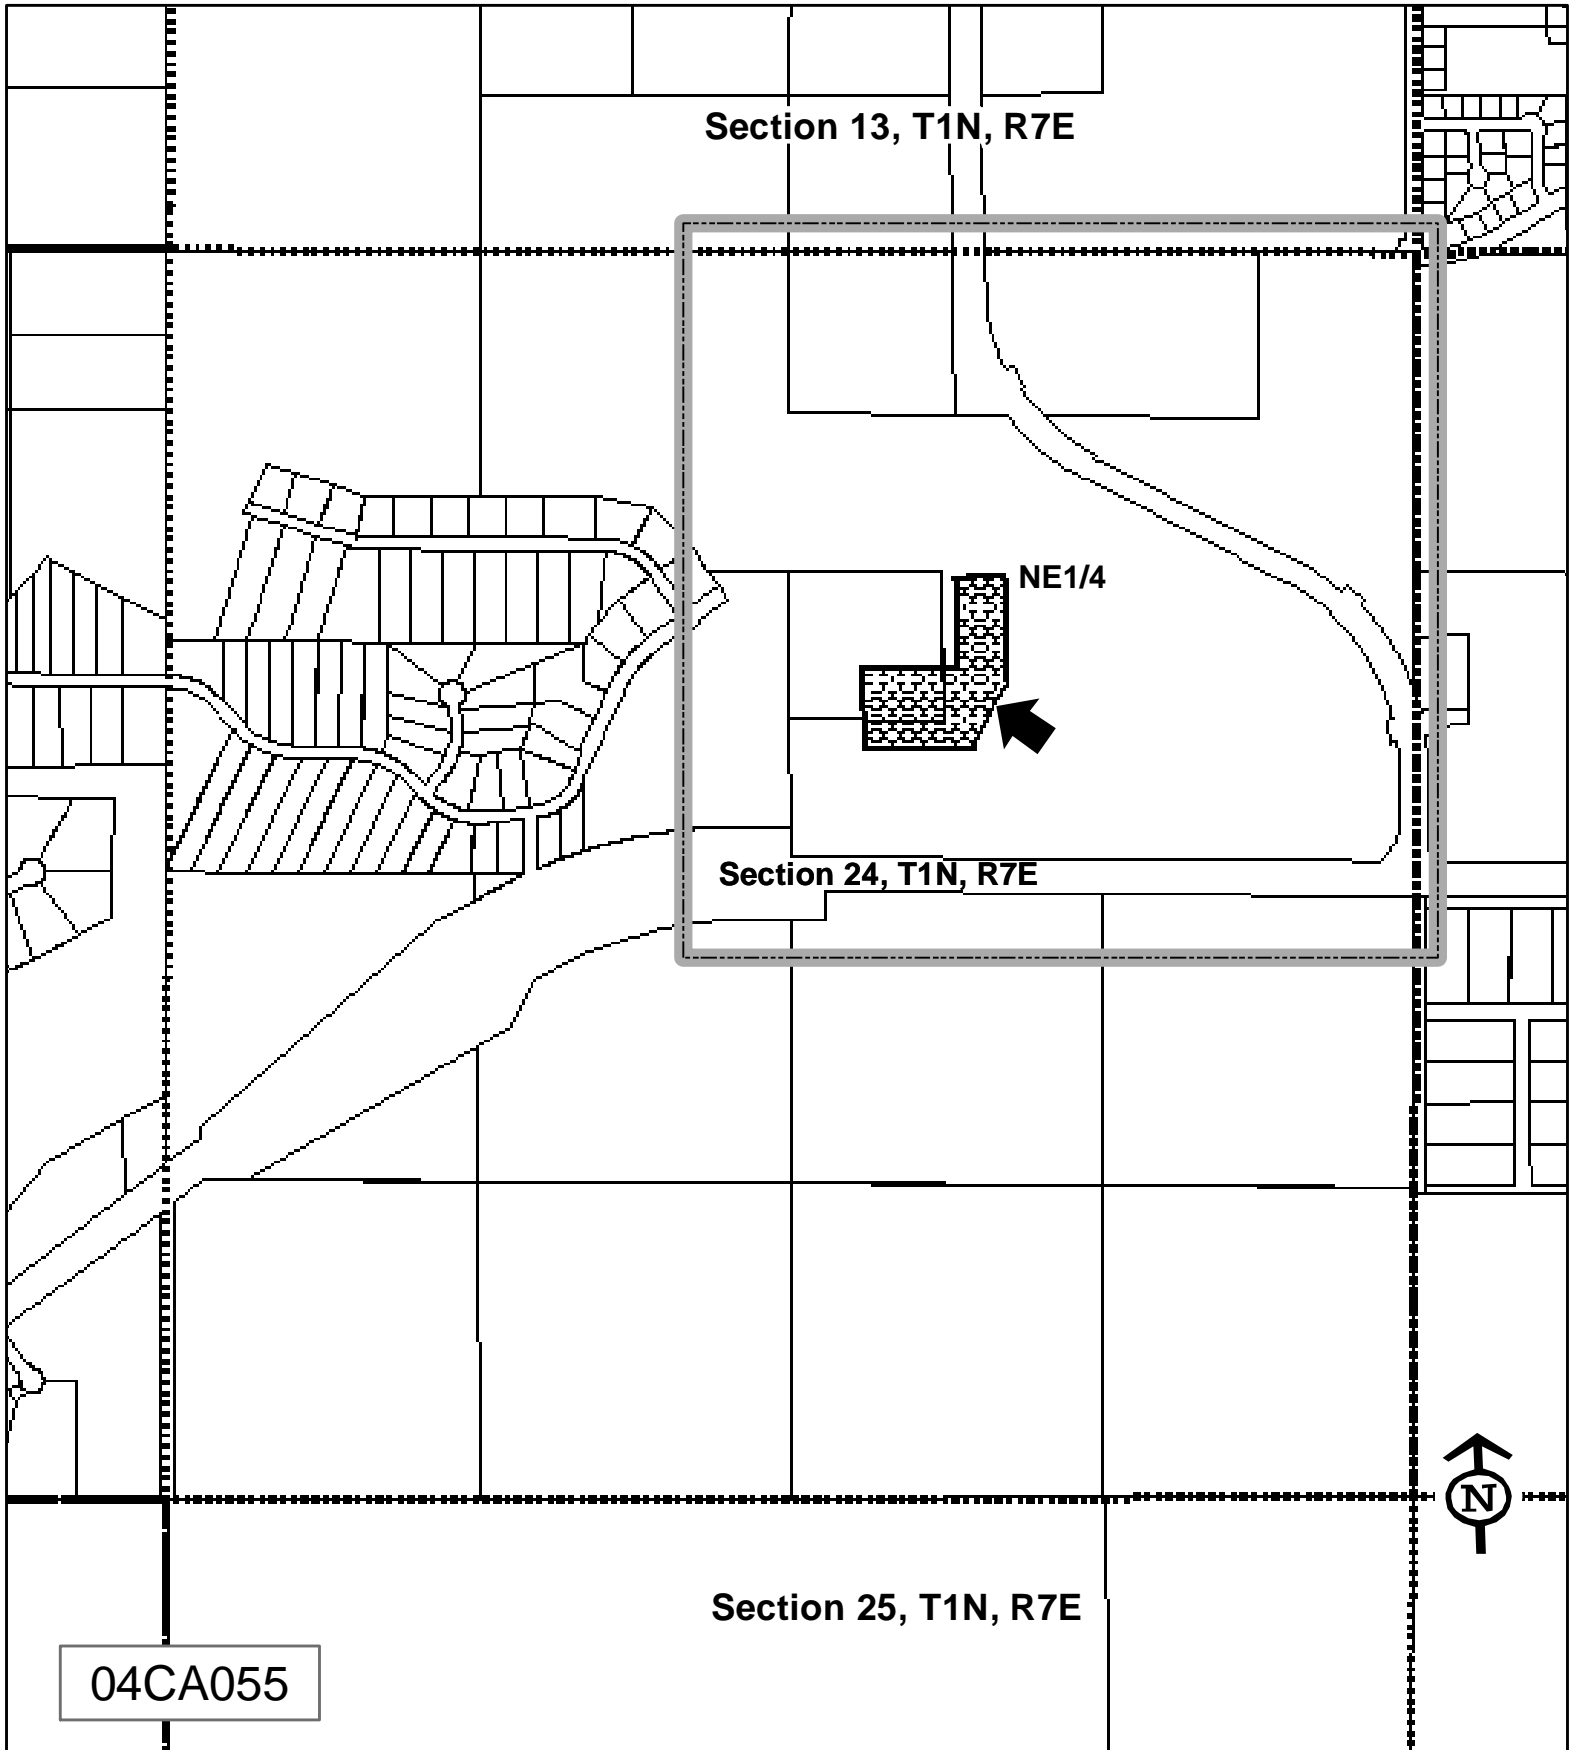 Section 13, T1N, R7E
NE1/4
Section 24, T1N, R7E
N
Section 25, T1N, R7E
04CA055